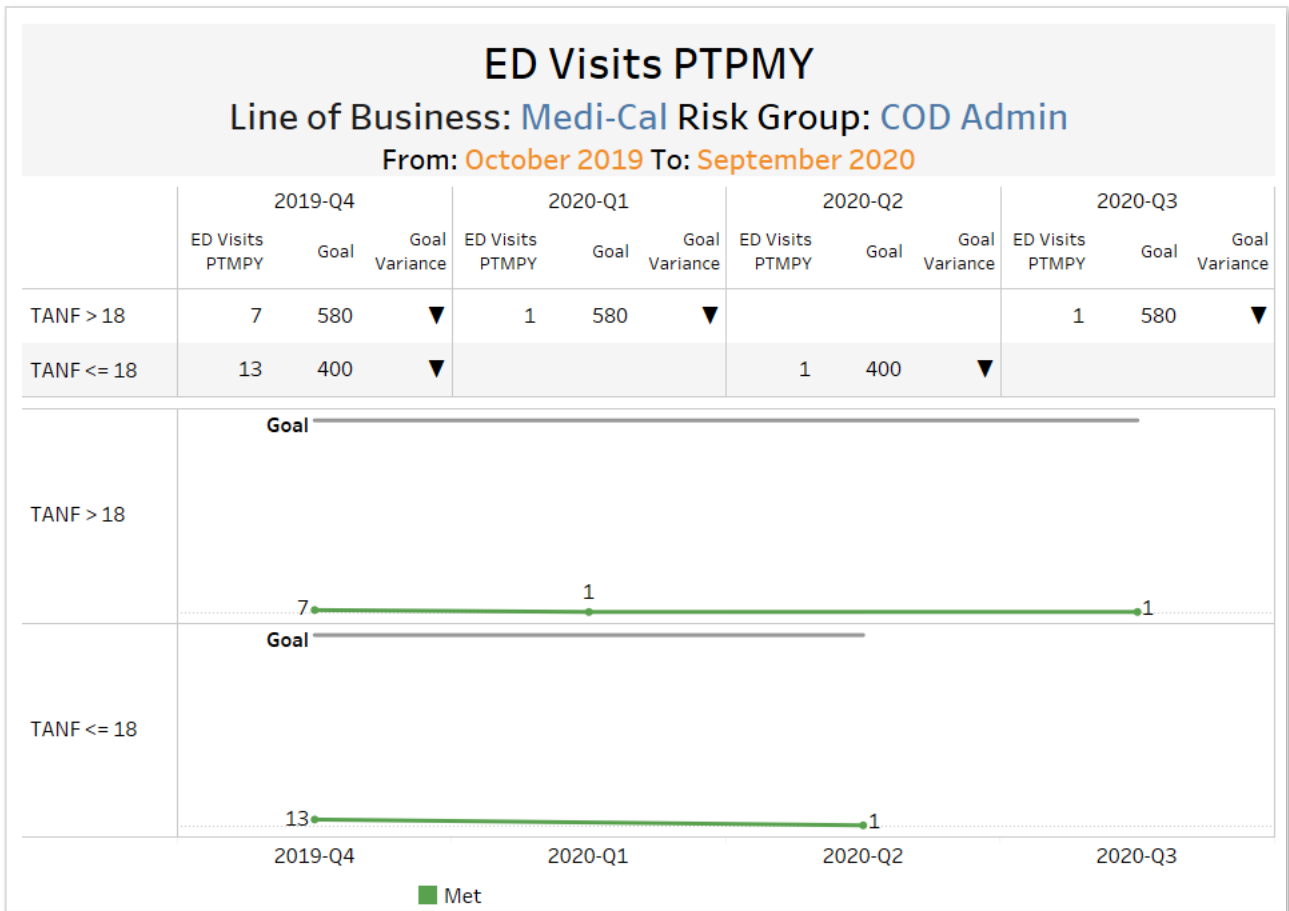 ED Visits PTPMY
Line of Business: Medi-Cal Risk Group: COD Admin
From: October 2019 To: September 2020
2019-Q4 2020-Q1 2020-Q2 2020-Q3
ED Visits PTMPY Goal Goal Variance ED Visits PTMPY Goal Goal Variance ED Visits PTMPY Goal Goal Variance ED Visits PTMPY Goal Goal Variance
TANF > 18 7 580 ▼ 1 580 ▼ 1 580 ▼
TANF <= 18 13 400 ▼ 1 400 ▼
Goal
TANF > 18
7 1 1
Goal
TANF <= 18
13 1
2019-Q4 2020-Q1 2020-Q2 2020-Q3
Met